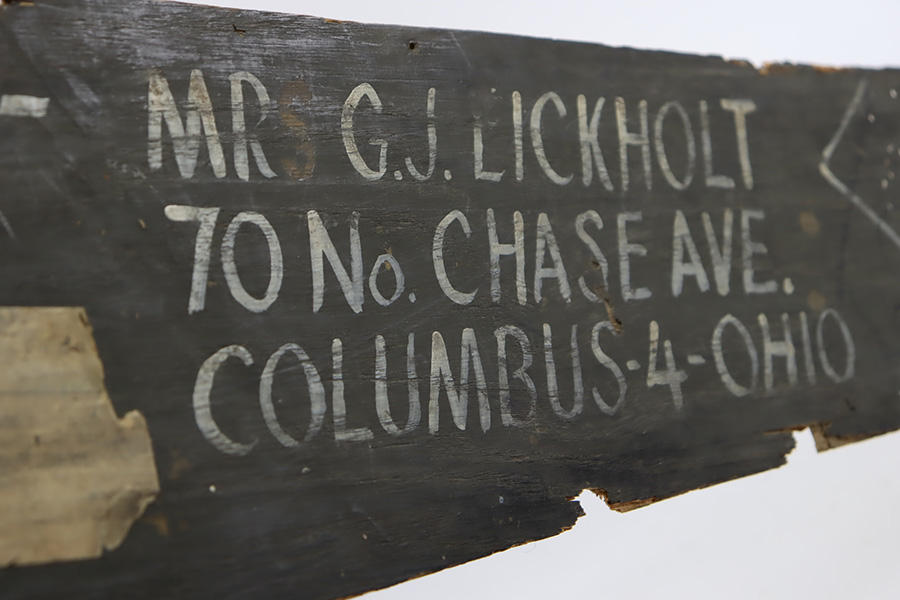 MRS G.J. LICKHOLT
70 No. CHASE AVE.
COLUMBUS-4-OHIO